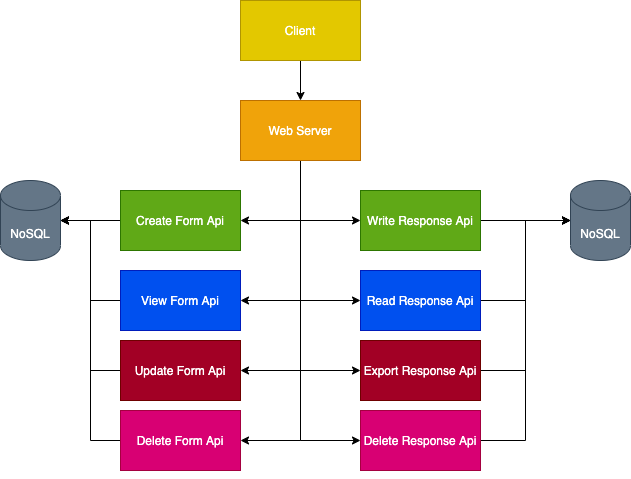 Client
Web Server
NoSQL
Create Form Api
Write Response Api
NoSQL
View Form Api
Read Response Api
Update Form Api
Export Response Api
Delete Form Api
Delete Response Api